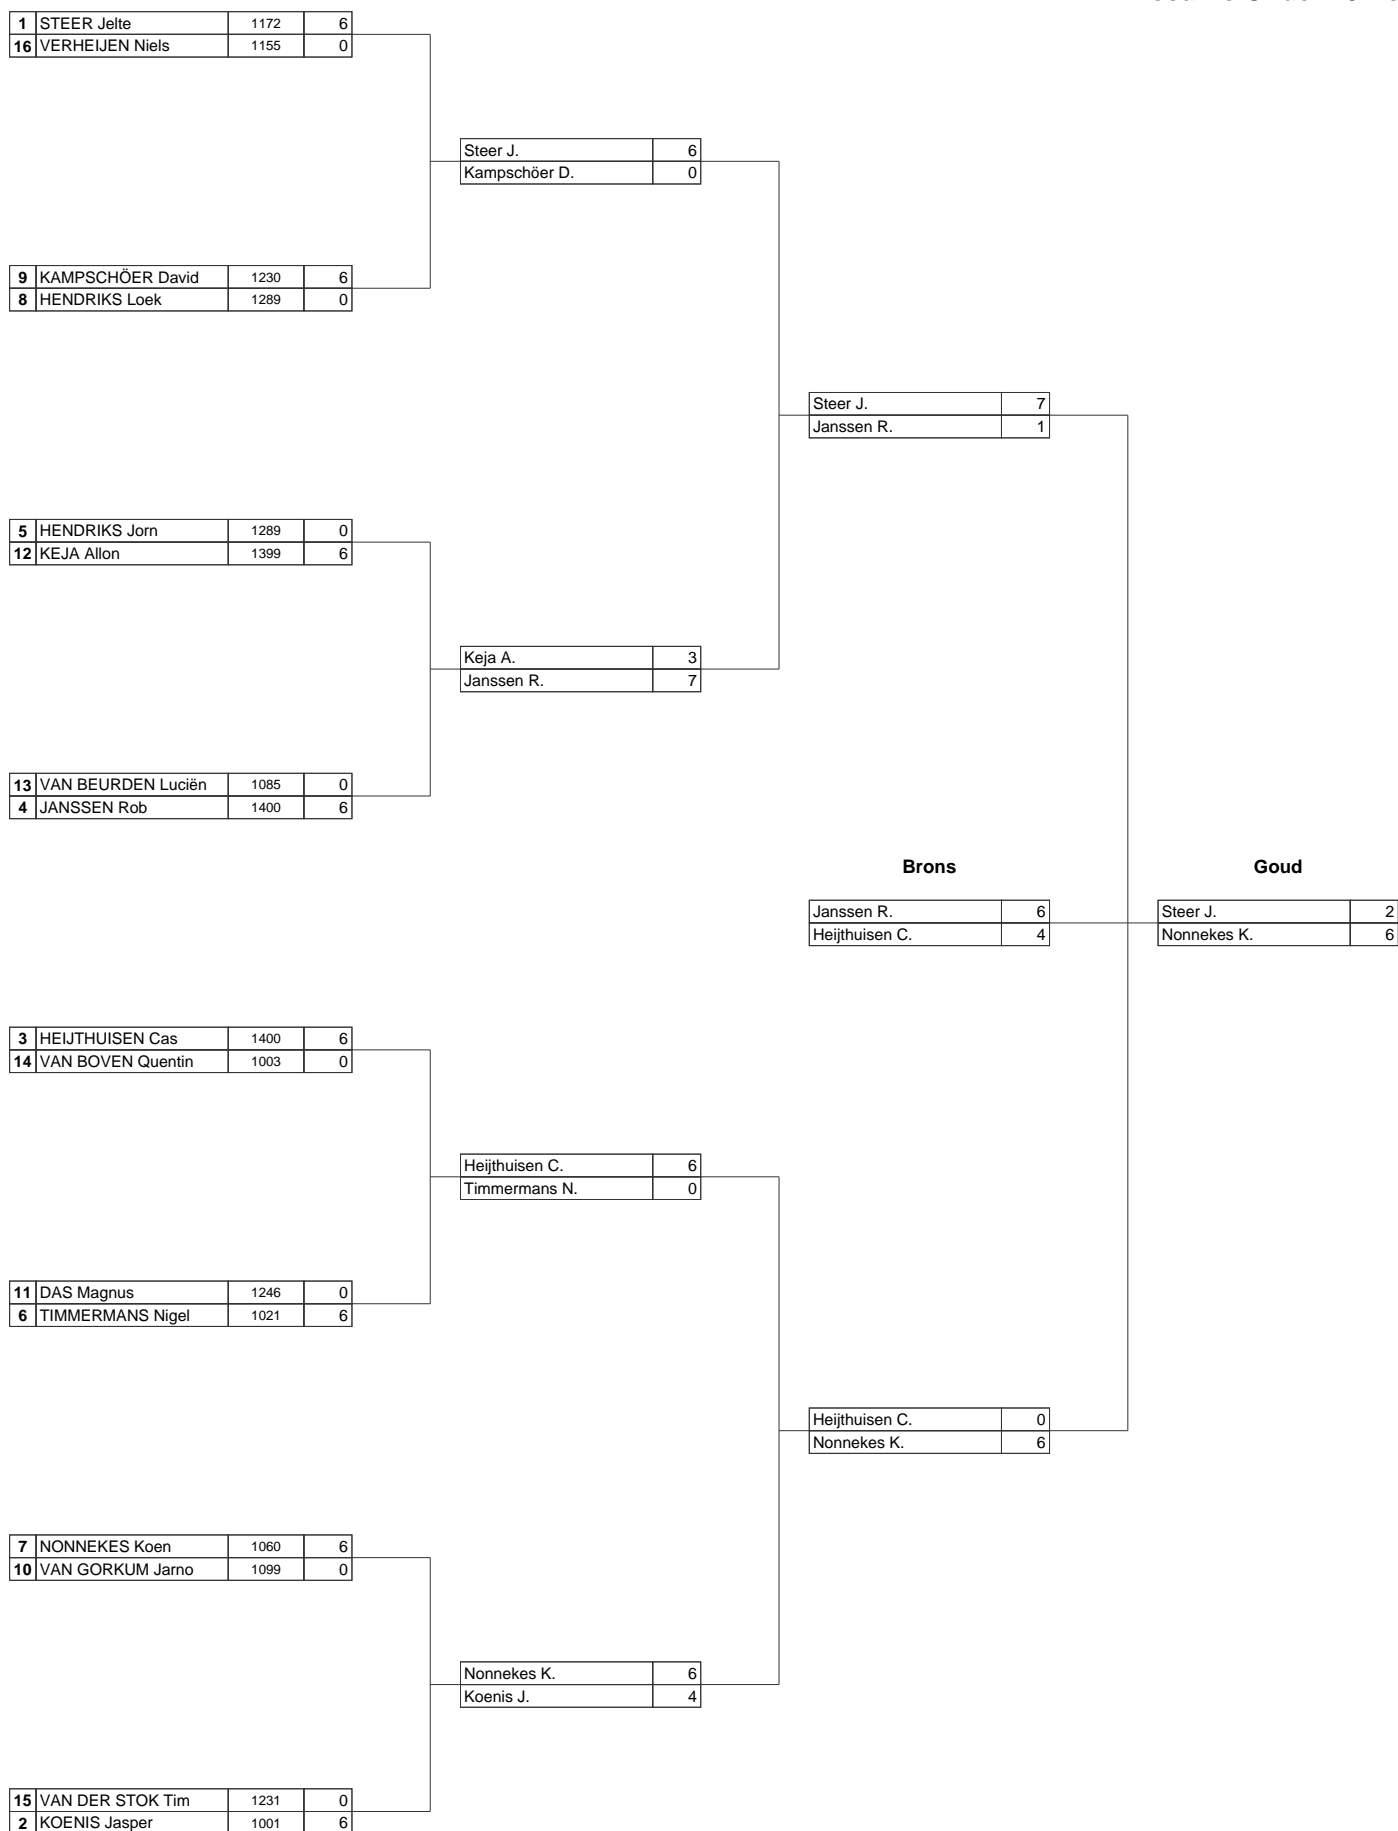 1 STEER Jelte 1172 6
16 VERHEIJEN Niels 1155 0
Steer J. 6
Kampschöer D. 0
9 KAMPSCHÖER David 1230 6
8 HENDRIKS Loek 1289 0
Steer J. 7
Janssen R. 1
5 HENDRIKS Jorn 1289 0
12 KEJA Allon 1399 6
Keja A. 3
Janssen R. 7
13 VAN BEURDEN Luciën 1085 0
4 JANSSEN Rob 1400 6
Brons Goud
Janssen R. 6 Steer J. 2
Heijthuisen C. 4 Nonnekes K. 6
3 HEIJTHUISEN Cas 1400 6
14 VAN BOVEN Quentin 1003 0
Heijthuisen C. 6
Timmermans N. 0
11 DAS Magnus 1246 0
6 TIMMERMANS Nigel 1021 6
Heijthuisen C. 0
Nonnekes K. 6
7 NONNEKES Koen 1060 6
10 VAN GORKUM Jarno 1099 0
Nonnekes K. 6
Koenis J. 4
15 VAN DER STOK Tim 1231 0
2 KOENIS Jasper 1001 6